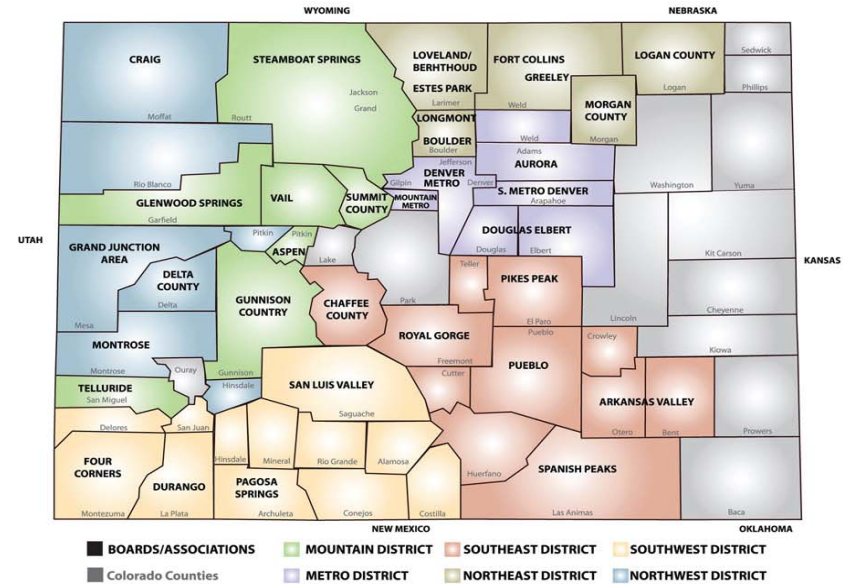 WYOMING
NEBRASKA
CRAIG
STEAMBOAT SPRINGS
LOVELAND/
BERHTHOUD
ESTES PARK
FORT COLLINS
GREELEY
LOGAN COUNTY
Sedwick
Phillips
Jackson
Grand
Larimer
Weld
Logan
MORGAN
COUNTY
Moffat
Routt
LONGMONT
BOULDER
Boulder
Weld
Morgan
Adams
AURORA
Jefferson
DENVER
METRO
Gilpin
Denver
Rio Blanco
Washington
Yuma
GLENWOOD SPRINGS
Garfield
VAIL
SUMMIT
COUNTY
MOUNTAIN
METRO
S. METRO DENVER
Arapahoe
UTAH
GRAND JUNCTION
AREA
Pitkin
Pitkin
ASPEN
Lake
DOUGLAS ELBERT
Douglas
Elbert
Kit Carson
KANSAS
DELTA
COUNTY
Delta
GUNNISON
COUNTRY
CHAFFEE
COUNTY
Park
Teller
PIKES PEAK
El Paro
Lincoln
Cheyenne
Mesa
MONTROSE
Montrose
Ouray
Gunnison
ROYAL GORGE
Freemont
Pueblo
PUEBLO
Crowley
Kiowa
TELLURIDE
San Miguel
Hinsdale
SAN LUIS VALLEY
Saguache
Cutter
ARKANSAS VALLEY
Otero
Bent
Prowers
Delores
San Juan
FOUR
CORNERS
Montezuma
DURANGO
La Plata
Hinsdale
Mineral
Rio Grande
Alamosa
PAGOSA
SPRINGS
Archuleta
Conejos
Costilla
Huerfano
SPANISH PEAKS
Las Animas
Baca
NEW MEXICO
OKLAHOMA
BOARDS/ASSOCIATIONS
MOUNTAIN DISTRICT
SOUTHEAST DISTRICT
SOUTHWEST DISTRICT
Colorado Counties
METRO DISTRICT
NORTHEAST DISTRICT
NORTHWEST DISTRICT